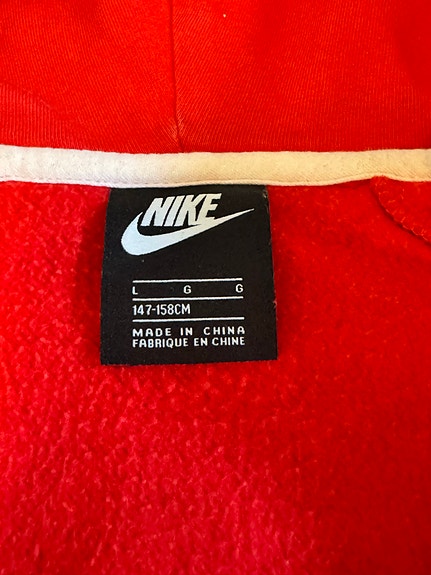 NIKE
L G G
147-158CM
MADE IN CHINA
FABRIQUE EN CHINE